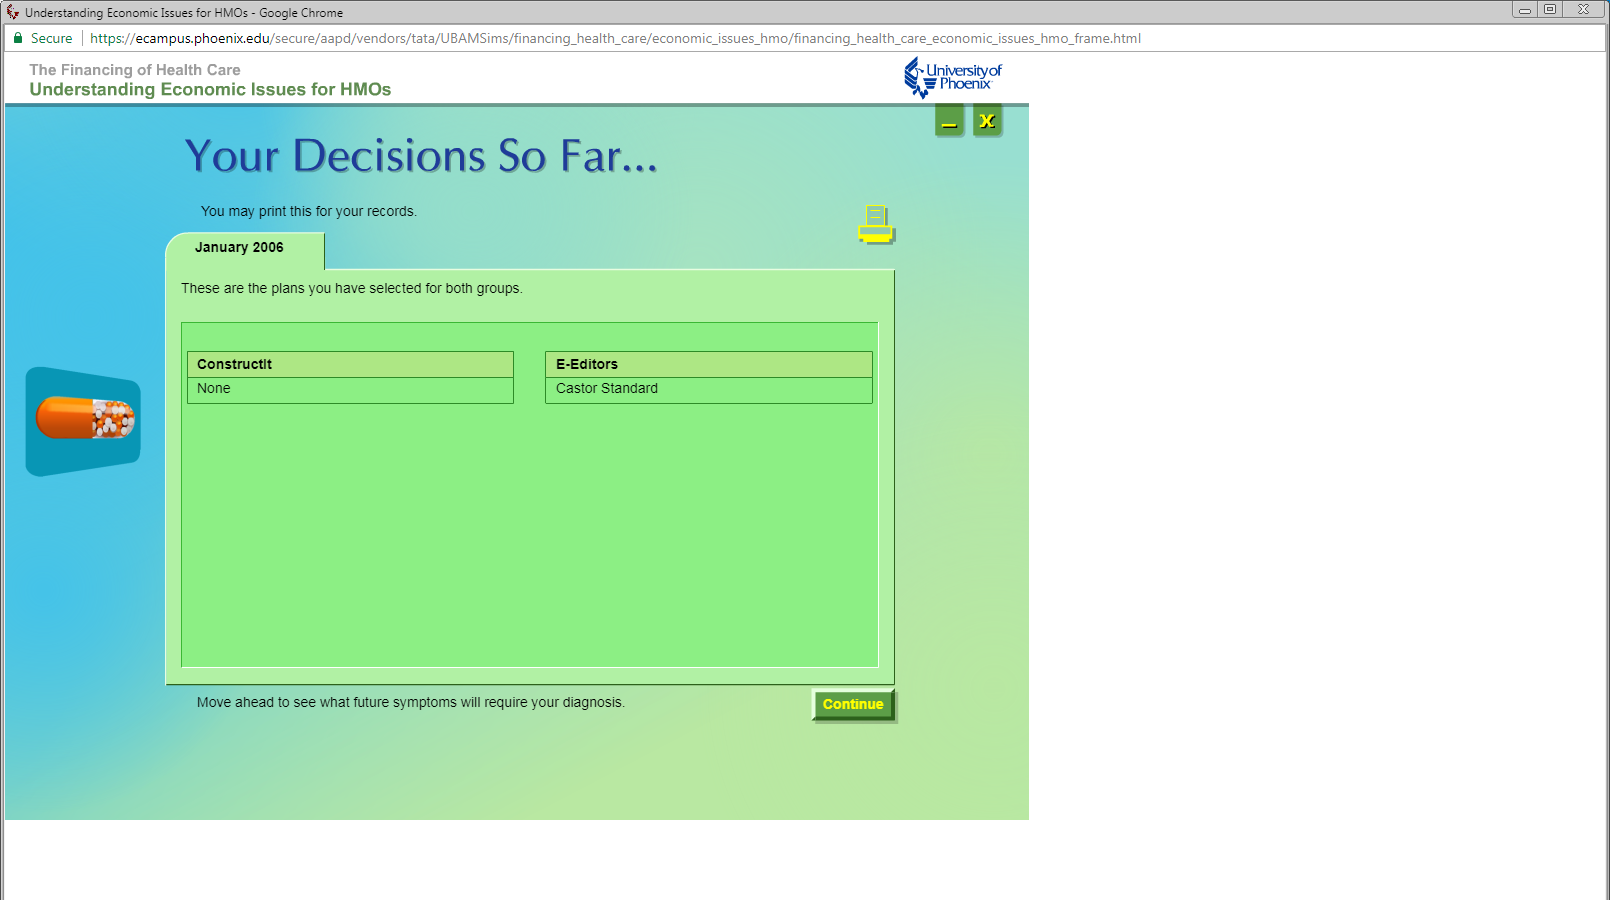 Understanding Economic Issues for HMOs - Google Chrome
Secure | https://ecampus.phoenix.edu/secure/aapd/vendors/tata/UBAMSims/financing_health_care/economic_issues_hmo/financing_health_care_economic_issues_hmo_frame.html
The Financing of Health Care
Understanding Economic Issues for HMOs
University of
Phoenix
_ X
Your Decisions So Far...
You may print this for your records.
January 2006
These are the plans you have selected for both groups.
ConstructIt
None
E-Editors
Castor Standard
Move ahead to see what future symptoms will require your diagnosis.
Continue